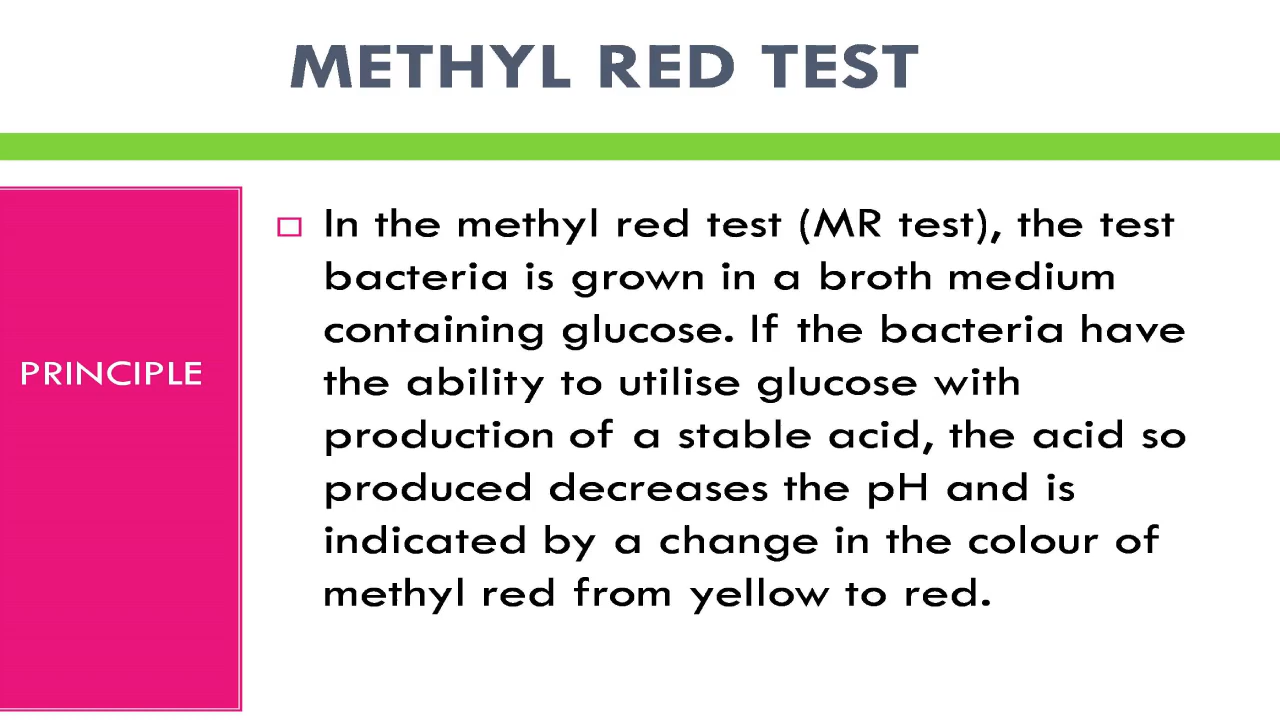 METHYL RED TEST
PRINCIPLE
In the methyl red test (MR test), the test
bacteria is grown in a broth medium
containing glucose. If the bacteria have
the ability to utilise glucose with
production of a stable acid, the acid so
produced decreases the pH and is
indicated by a change in the colour of
methyl red from yellow to red.